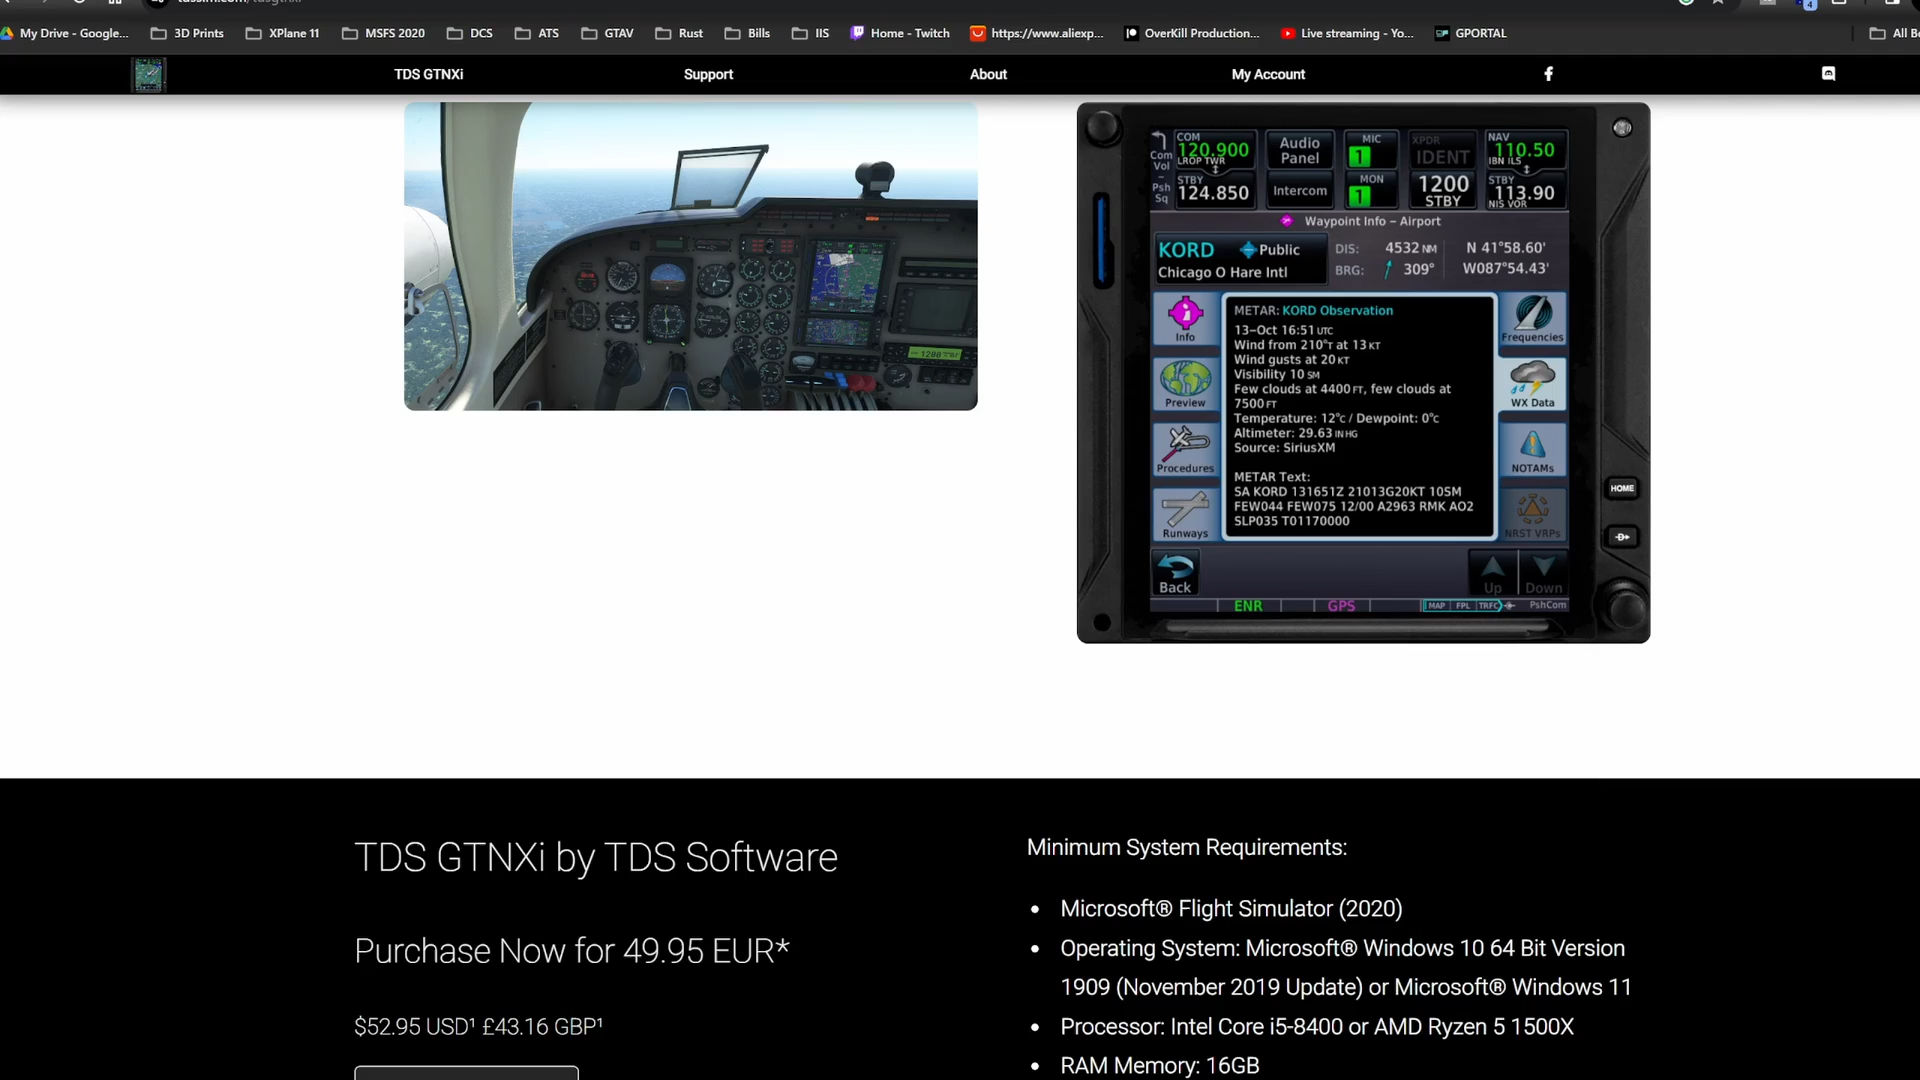 My Drive - Google...
3D Prints
XPlane 11
MSFS 2020
DCS
ATS
GTAV
Rust
Bills
IIS
Home - Twitch
https://www.aliexp...
OverKill Production...
Live streaming - Yo...
GPORTAL
4
TDS GTNXi
Support
About
My Account
Com
Vol
Psh
Sq
COM
120.900
LROP TWR
STBY
124.850
Audio
Panel
Intercom
MIC
1
MON
1
XPDR
IDENT
1200
STBY
NAV
110.50
IBN ILS
STBY
113.90
NIS VOR
Waypoint Info – Airport
KORD
Public
Chicago O Hare Intl
DIS: 4532 NM
BRG: 309°
N 41°58.60'
W087°54.43'
Info
Preview
Procedures
Runways
METAR: KORD Observation
13-Oct 16:51 UTC
Wind from 210°T at 13 KT
Wind gusts at 20 KT
Visibility 10 SM
Few clouds at 4400 FT, few clouds at
7500 FT
Temperature: 12°C / Dewpoint: 0°C
Altimeter: 29.63 IN HG
Source: SiriusXM
METAR Text:
SA KORD 131651Z 21013G20KT 10SM
FEW044 FEW075 12/00 A2963 RMK AO2
SLP035 T01170000
Frequencies
WX Data
NOTAMs
NRST VRPs
HOME
Back
Up
Down
ENR
GPS
MAP FPL TRFC
PshCom
TDS GTNXi by TDS Software
Purchase Now for 49.95 EUR*
$52.95 USD¹ £43.16 GBP¹
Minimum System Requirements:
• Microsoft® Flight Simulator (2020)
• Operating System: Microsoft® Windows 10 64 Bit Version
1909 (November 2019 Update) or Microsoft® Windows 11
• Processor: Intel Core i5-8400 or AMD Ryzen 5 1500X
• RAM Memory: 16GB